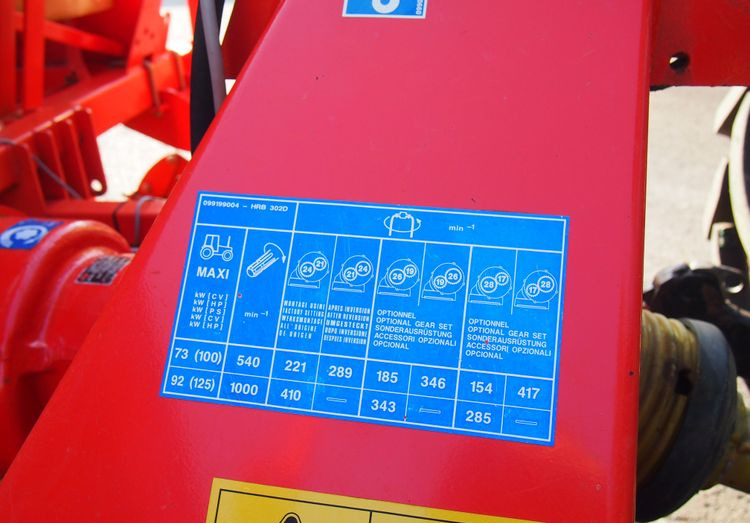 099199004 - HRB 302D
min -1
24 21
21 24
26 19
19 26
28 17
17 28
MAXI
kW [CV]
kW [HP]
kW [PS]
kW [CV]
kW [HP]
min -1
MONTAGE USINE
FACTORY SETTING
WERKSMONTAGE
ALL'ORIGINE
DE ORIGEN
APRES INVERSION
AFTER REVERSION
UMGESTECKT
DOPO INVERSIONE
DESPUES INVERSION
OPTIONNEL
OPTIONAL GEAR SET
SONDERAUSRÜSTUNG
ACCESSORI OPZIONALI
OPCIONAL
OPTIONNEL
OPTIONAL GEAR SET
SONDERAUSRÜSTUNG
ACCESSORI OPZIONALI
OPCIONAL
73 (100) 540 221 289 185 346 154 417
92 (125) 1000 410 — 343 — 285 —